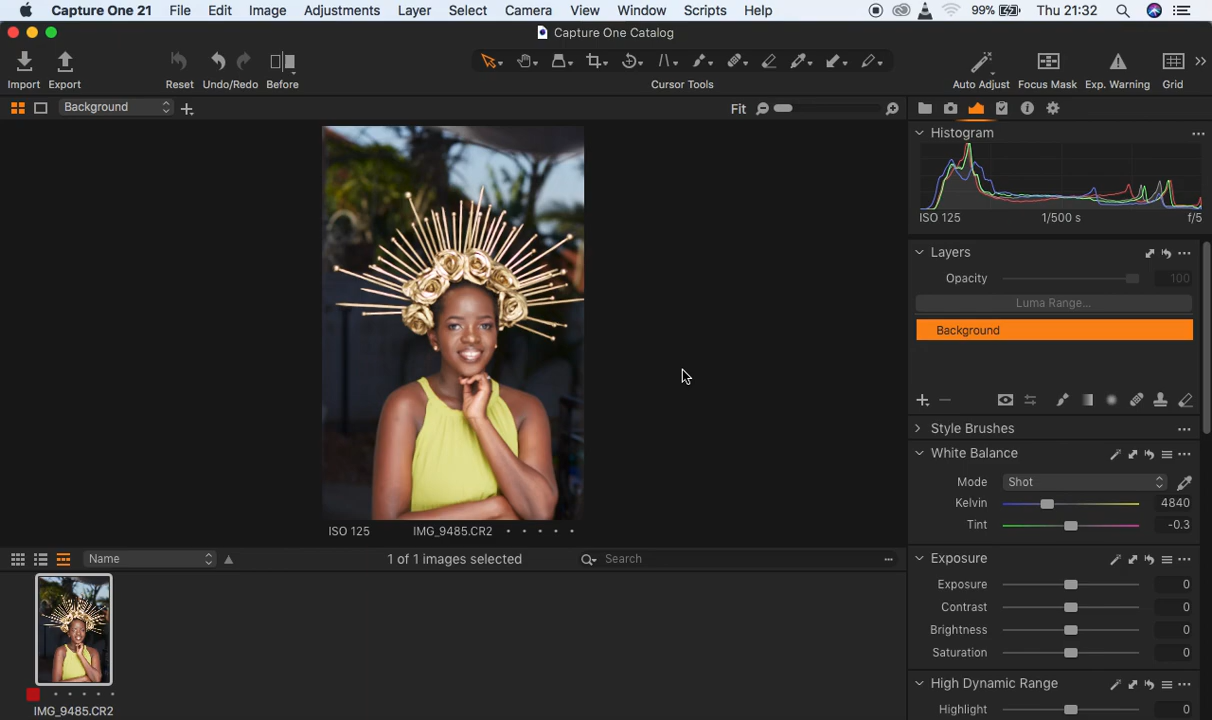 Capture One 21 File Edit Image Adjustments Layer Select Camera View Window Scripts Help 99% Thu 21:32
Capture One Catalog
Import Export Reset Undo/Redo Before Cursor Tools Auto Adjust Focus Mask Exp. Warning Grid
Background Fit
Histogram
ISO 125 1/500 s f/5
Layers
Opacity 100
Luma Range...
Background
Style Brushes
White Balance
Mode Shot
Kelvin 4840
Tint -0.3
ISO 125 IMG_9485.CR2
Name 1 of 1 images selected Search
Exposure
Exposure 0
Contrast 0
Brightness 0
Saturation 0
High Dynamic Range
Highlight 0
IMG_9485.CR2